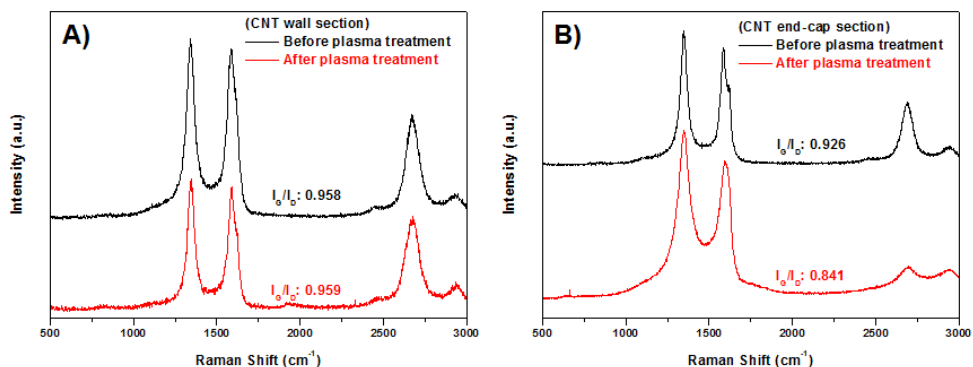 A)
(CNT wall section)
Before plasma treatment
After plasma treatment
I_G/I_D: 0.958
I_G/I_D: 0.959
Intensity (a.u.)
500 1000 1500 2000 2500 3000
Raman Shift (cm⁻¹)
B)
(CNT end-cap section)
Before plasma treatment
After plasma treatment
I_G/I_D: 0.926
I_G/I_D: 0.841
Intensity (a.u.)
500 1000 1500 2000 2500 3000
Raman Shift (cm⁻¹)